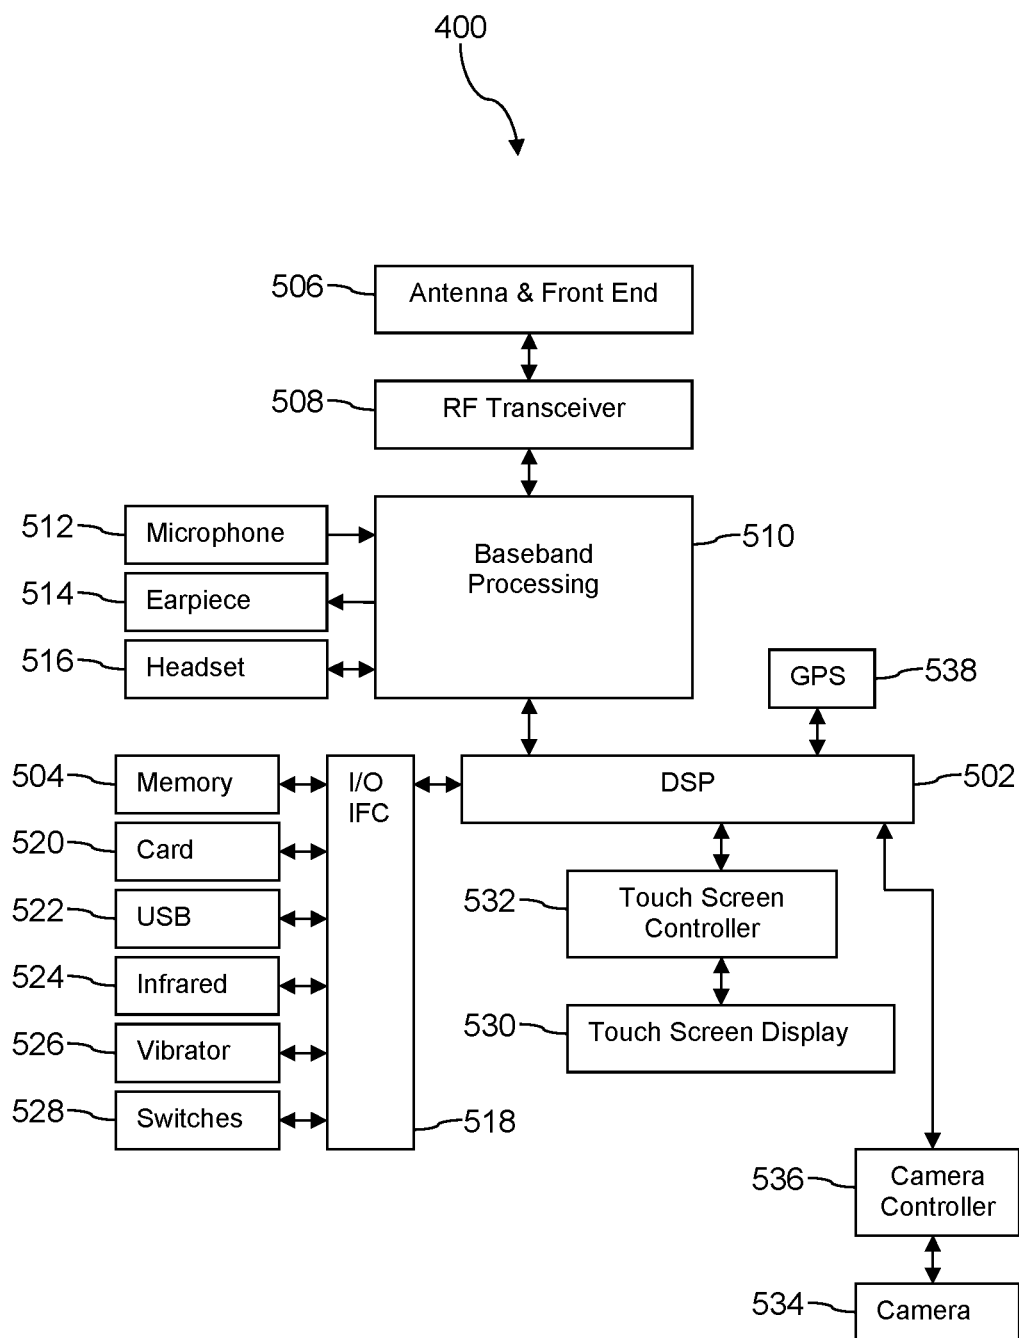 400
506
Antenna & Front End
508
RF Transceiver
512
Microphone
Baseband
Processing
510
514
Earpiece
516
Headset
GPS
538
504
Memory
I/O
IFC
DSP
502
520
Card
522
USB
532
Touch Screen
Controller
524
Infrared
530
Touch Screen Display
526
Vibrator
528
Switches
518
536
Camera
Controller
534
Camera